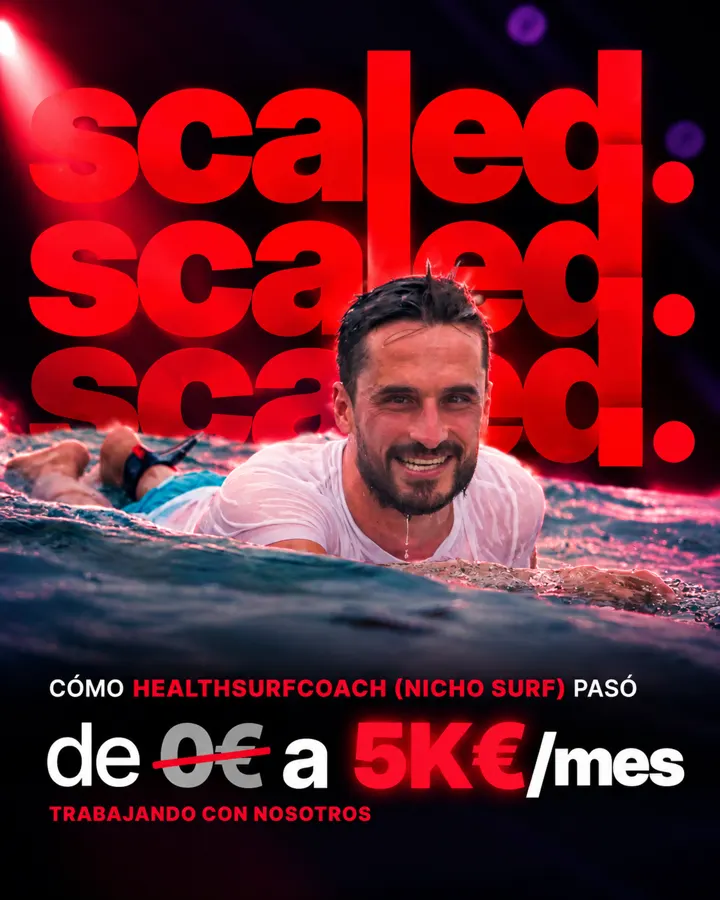 scaled.
scaled.
scaled.
CÓMO HEALTHSURFCOACH (NICHO SURF) PASÓ
de 0€ a 5K€/mes
TRABAJANDO CON NOSOTROS